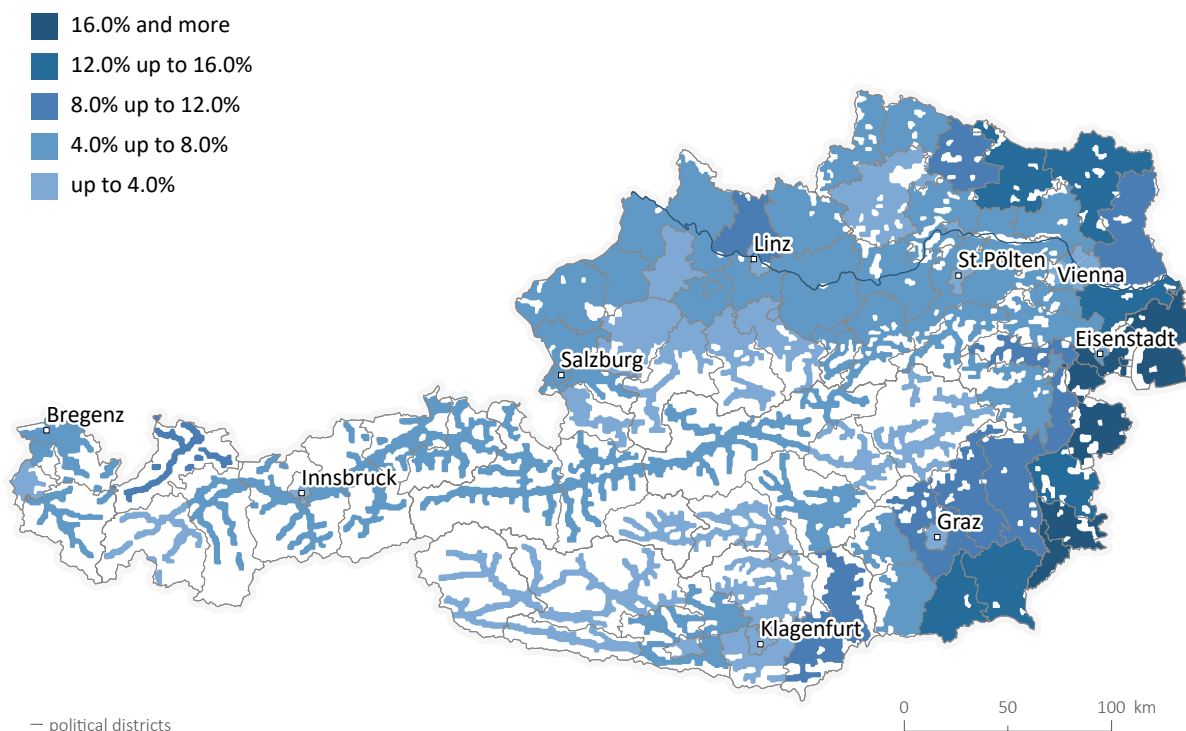 16.0% and more
12.0% up to 16.0%
8.0% up to 12.0%
4.0% up to 8.0%
up to 4.0%
Linz
St.Pölten
Vienna
Eisenstadt
Salzburg
Bregenz
Innsbruck
Graz
Klagenfurt
0 50 100 km
— political districts